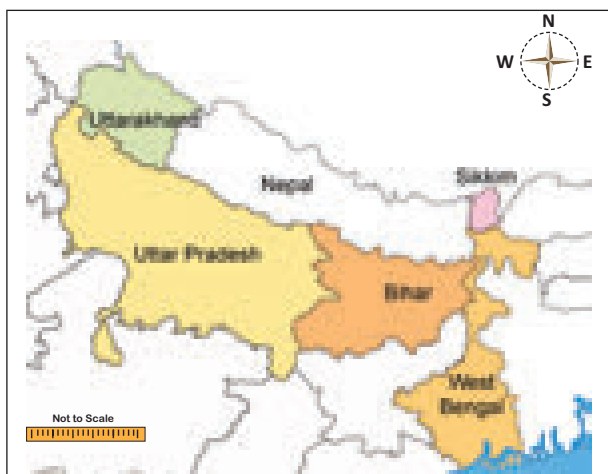 N
W E
S
Uttarakhand
Nepal
Sikkim
Uttar Pradesh
Bihar
West
Bengal
Not to Scale